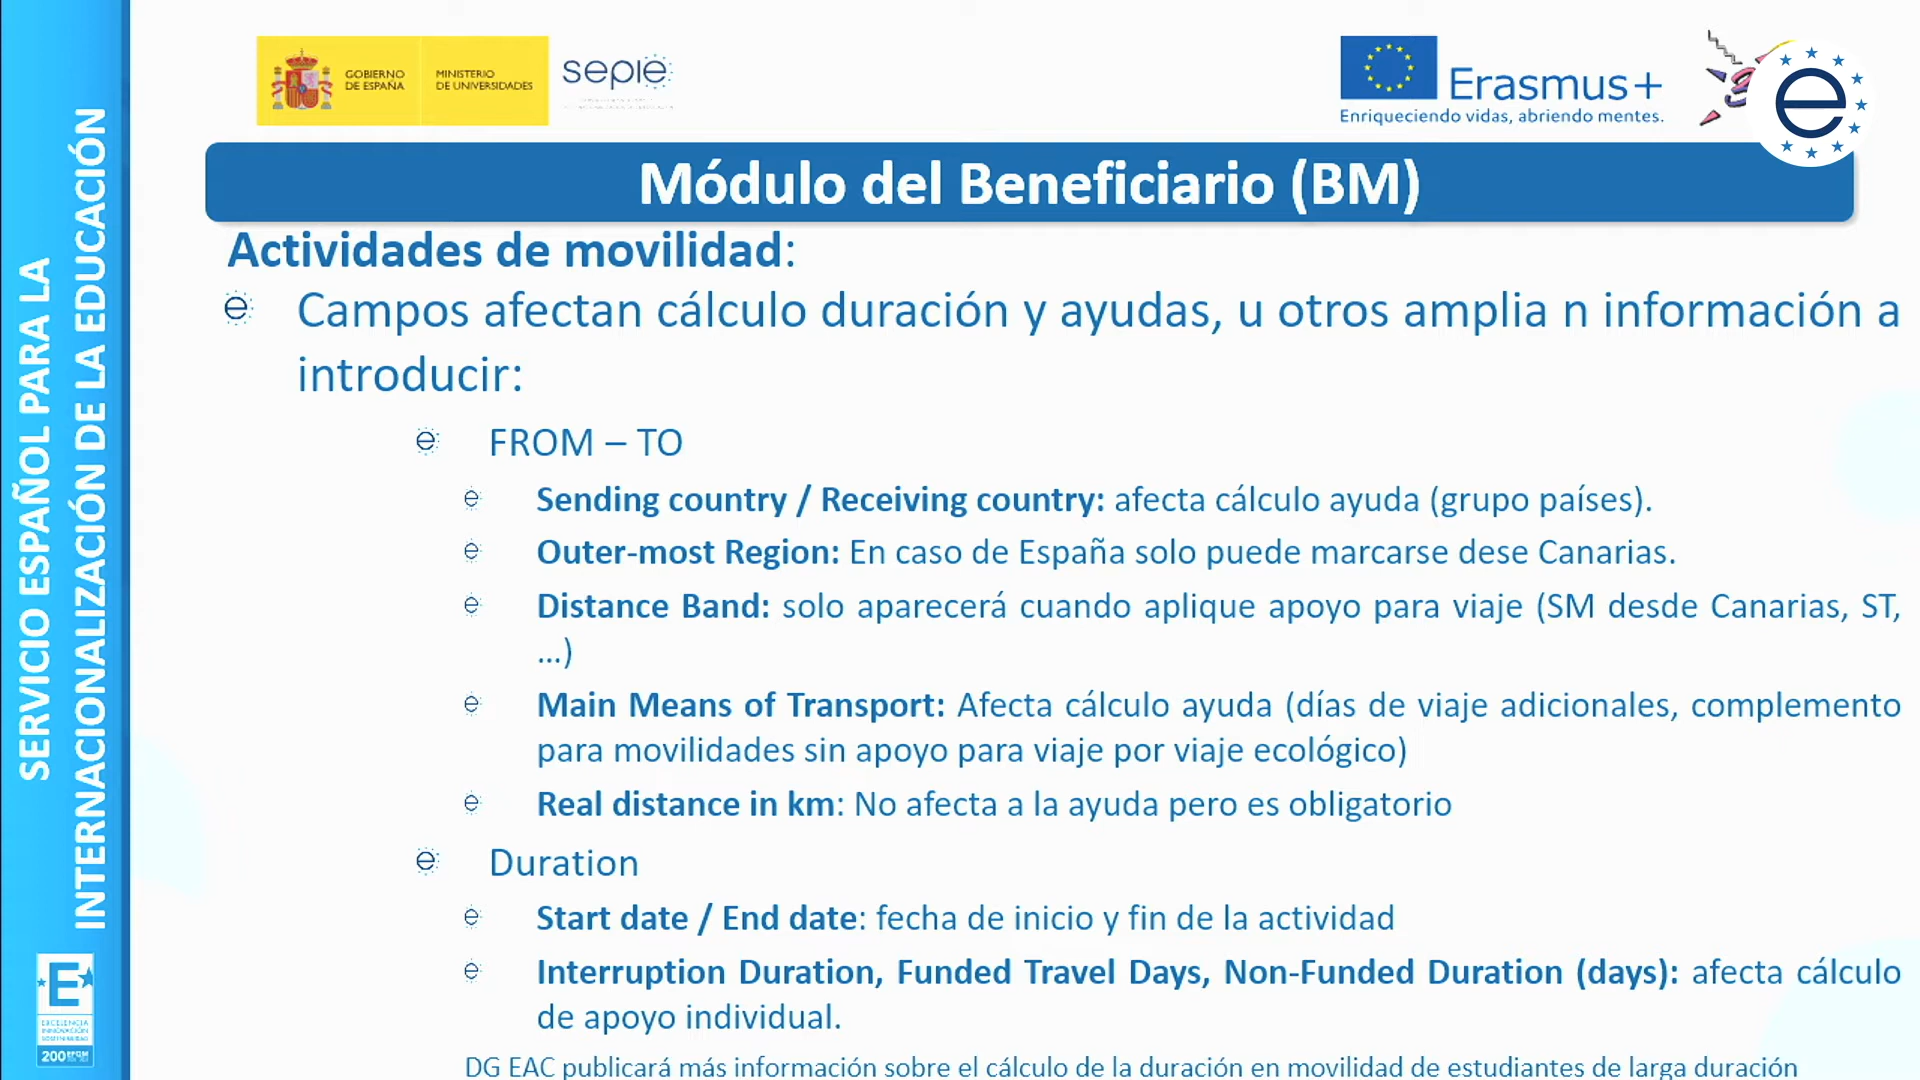 GOBIERNO
DE ESPAÑA
MINISTERIO
DE UNIVERSIDADES
sepie
Erasmus+
Enriqueciendo vidas, abriendo mentes.
e
SERVICIO ESPAÑOL PARA LA
INTERNACIONALIZACIÓN DE LA EDUCACIÓN
Módulo del Beneficiario (BM)
Actividades de movilidad:
Campos afectan cálculo duración y ayudas, u otros amplia n información a
introducir:
FROM – TO
Sending country / Receiving country: afecta cálculo ayuda (grupo países).
Outer-most Region: En caso de España solo puede marcarse dese Canarias.
Distance Band: solo aparecerá cuando aplique apoyo para viaje (SM desde Canarias, ST,
...)
Main Means of Transport: Afecta cálculo ayuda (días de viaje adicionales, complemento
para movilidades sin apoyo para viaje por viaje ecológico)
Real distance in km: No afecta a la ayuda pero es obligatorio
Duration
Start date / End date: fecha de inicio y fin de la actividad
Interruption Duration, Funded Travel Days, Non-Funded Duration (days): afecta cálculo
de apoyo individual.
DG EAC publicará más información sobre el cálculo de la duración en movilidad de estudiantes de larga duración
E
EXCELENCIA
INNOVACIÓN
SOSTENIBILIDAD
200 EFQM